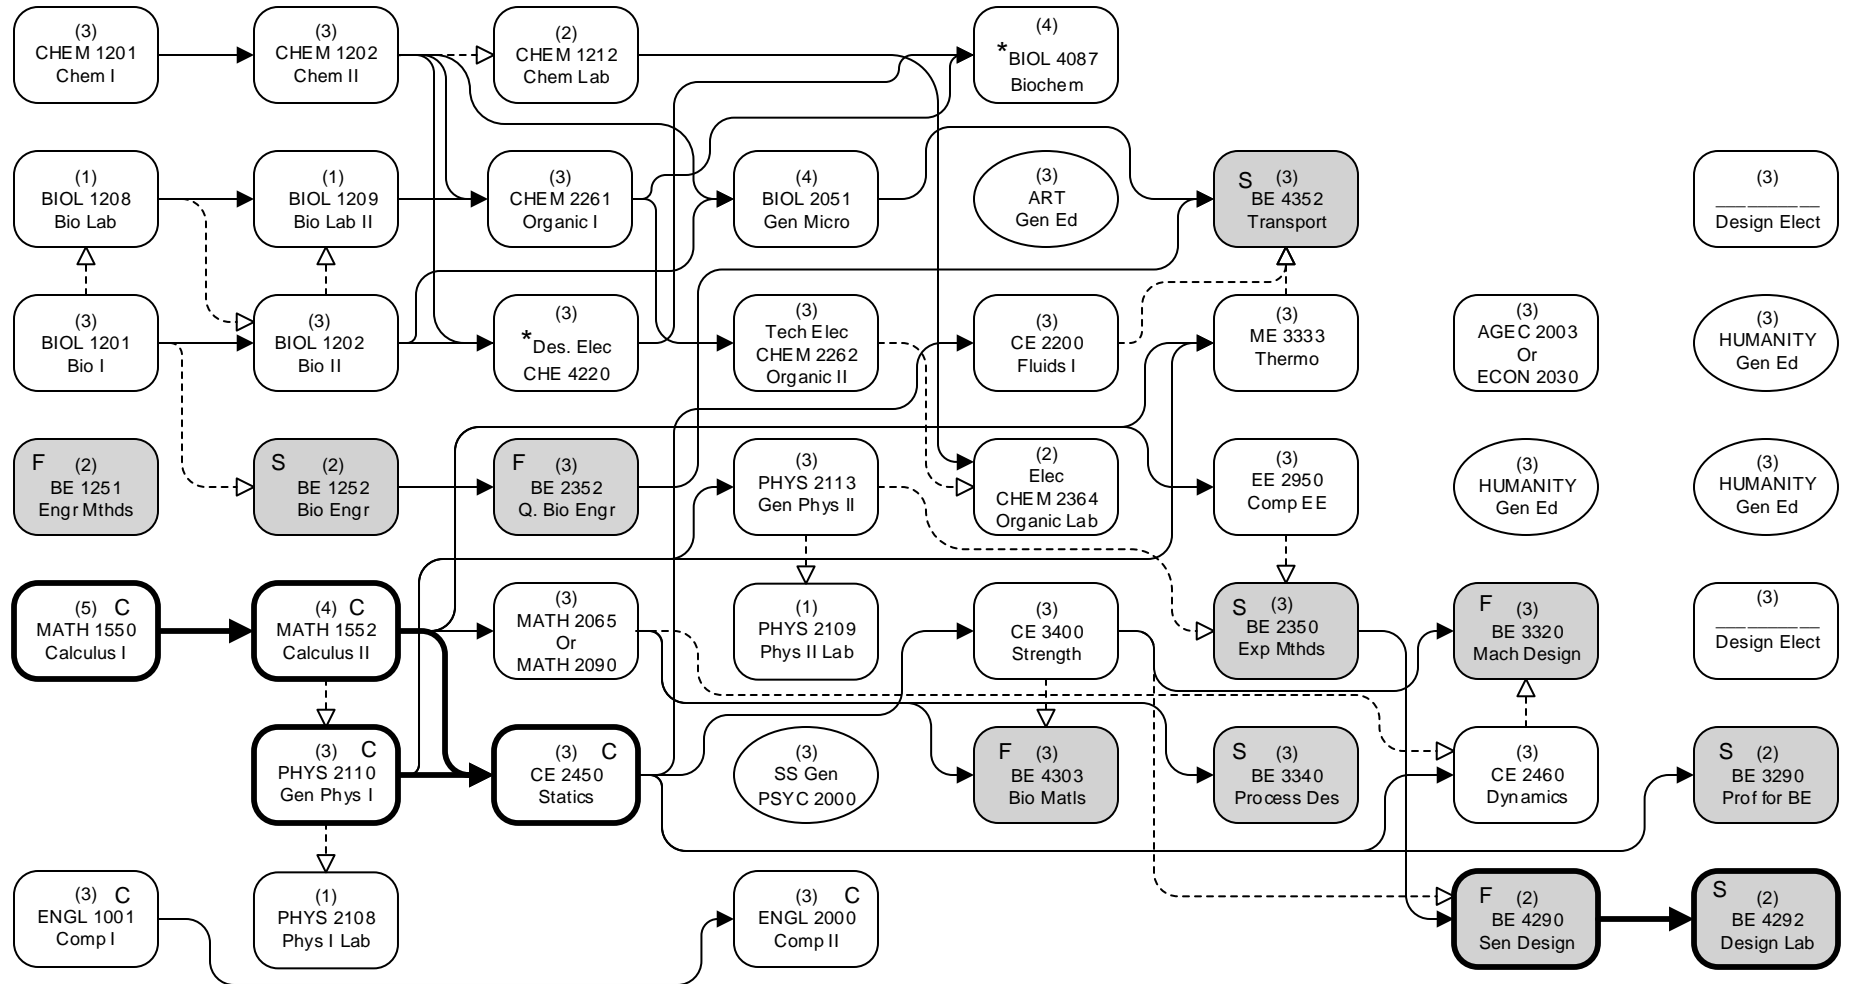 (3)
CHEM 1201
Chem I
(3)
CHEM 1202
Chem II
(2)
CHEM 1212
Chem Lab
(4)
*BIOL 4087
Biochem
(1)
BIOL 1208
Bio Lab
(1)
BIOL 1209
Bio Lab II
(3)
CHEM 2261
Organic I
(4)
BIOL 2051
Gen Micro
(3)
ART
Gen Ed
S (3)
BE 4352
Transport
(3)
___ ___ ____
Design Elect
(3)
BIOL 1201
Bio I
(3)
BIOL 1202
Bio II
(3)
*Des. Elec
CHE 4220
(3)
Tech Elec
CHEM 2262
Organic II
(3)
CE 2200
Fluids I
(3)
ME 3333
Thermo
(3)
AGEC 2003
Or
ECON 2030
(3)
HUMANITY
Gen Ed
F (2)
BE 1251
Engr Mthds
S (2)
BE 1252
Bio Engr
F (3)
BE 2352
Q. Bio Engr
(3)
PHYS 2113
Gen Phys II
(2)
Elec
CHEM 2364
Organic Lab
(3)
EE 2950
Comp EE
(3)
HUMANITY
Gen Ed
(3)
HUMANITY
Gen Ed
(5) C
MATH 1550
Calculus I
(4) C
MATH 1552
Calculus II
(3)
MATH 2065
Or
MATH 2090
(1)
PHYS 2109
Phys II Lab
(3)
CE 3400
Strength
S (3)
BE 2350
Exp Mthds
F (3)
BE 3320
Mach Design
(3)
___ ___ ____
Design Elect
(3) C
PHYS 2110
Gen Phys I
(3) C
CE 2450
Statics
(3)
SS Gen
PSYC 2000
F (3)
BE 4303
Bio Matls
S (3)
BE 3340
Process Des
(3)
CE 2460
Dynamics
S (2)
BE 3290
Prof for BE
(3) C
ENGL 1001
Comp I
(1)
PHYS 2108
Phys I Lab
(3) C
ENGL 2000
Comp II
F (2)
BE 4290
Sen Design
S (2)
BE 4292
Design Lab